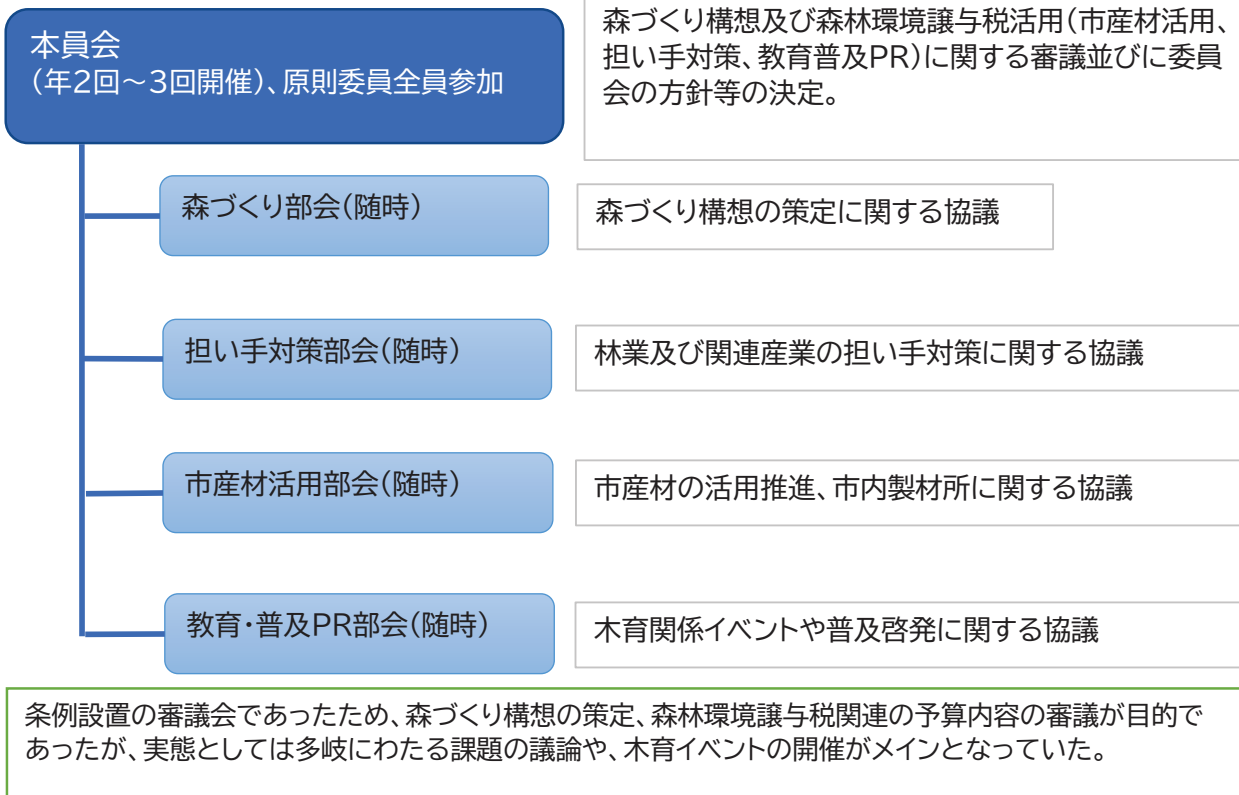 本員会
(年2回～3回開催)、原則委員全員参加
森づくり構想及び森林環境譲与税活用(市産材活用、
担い手対策、教育普及PR)に関する審議並びに委員
会の方針等の決定。
森づくり部会(随時)
森づくり構想の策定に関する協議
担い手対策部会(随時)
林業及び関連産業の担い手対策に関する協議
市産材活用部会(随時)
市産材の活用推進、市内製材所に関する協議
教育・普及PR部会(随時)
木育関係イベントや普及啓発に関する協議
条例設置の審議会であったため、森づくり構想の策定、森林環境譲与税関連の予算内容の審議が目的で
あったが、実態としては多岐にわたる課題の議論や、木育イベントの開催がメインとなっていた。